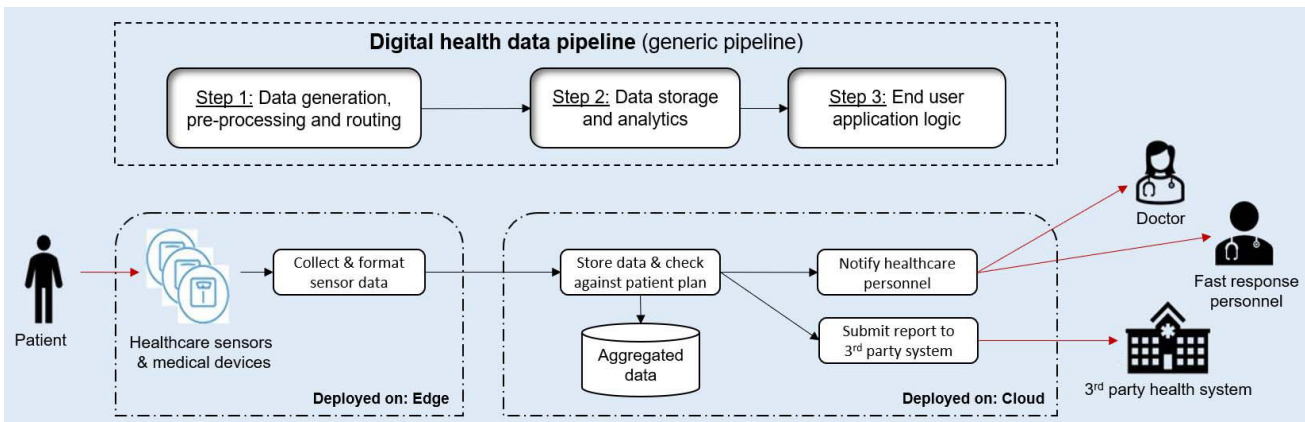 Digital health data pipeline (generic pipeline)
Step 1: Data generation,
pre-processing and routing
Step 2: Data storage
and analytics
Step 3: End user
application logic
Doctor
Fast response
personnel
Patient
Healthcare sensors
& medical devices
Collect & format
sensor data
Deployed on: Edge
Store data & check
against patient plan
Aggregated
data
Notify healthcare
personnel
Submit report to
3rd party system
Deployed on: Cloud
3rd party health system